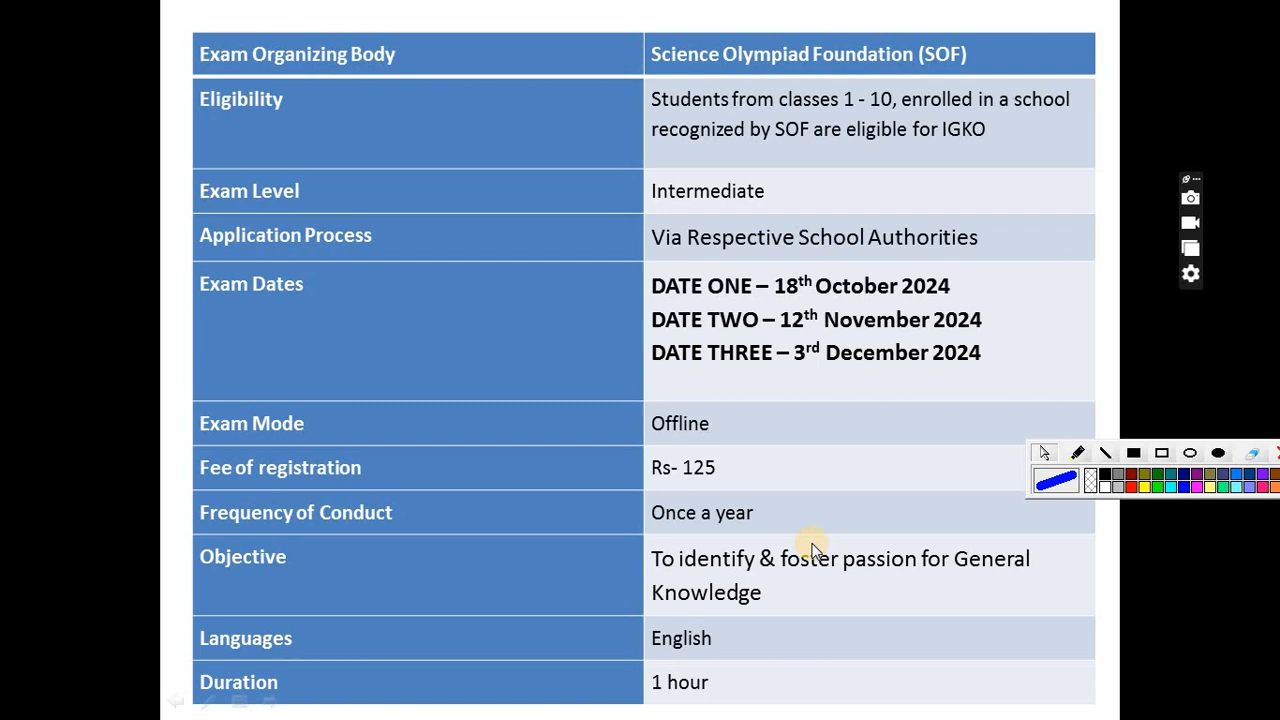 Exam Organizing Body
Science Olympiad Foundation (SOF)
Eligibility
Students from classes 1 - 10, enrolled in a school
recognized by SOF are eligible for IGKO
Exam Level
Intermediate
Application Process
Via Respective School Authorities
Exam Dates
DATE ONE – 18th October 2024
DATE TWO – 12th November 2024
DATE THREE – 3rd December 2024
Exam Mode
Offline
Fee of registration
Rs- 125
Frequency of Conduct
Once a year
Objective
To identify & foster passion for General
Knowledge
Languages
English
Duration
1 hour